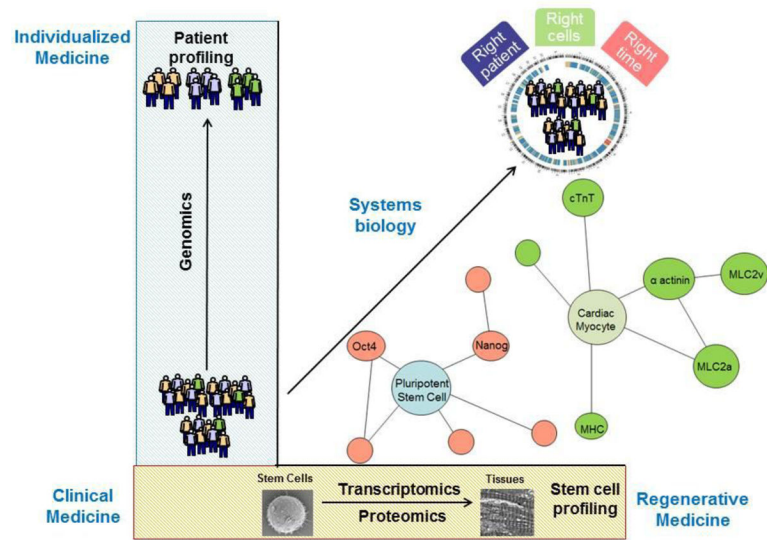 Individualized
Medicine
Patient
profiling
Right
patient
Right
cells
Right
time
Genomics
Systems
biology
cTnT
α actinin
MLC2v
Cardiac
Myocyte
MLC2a
MHC
Oct4
Nanog
Pluripotent
Stem Cell
Clinical
Medicine
Stem Cells
Transcriptomics
Proteomics
Tissues
Stem cell
profiling
Regenerative
Medicine